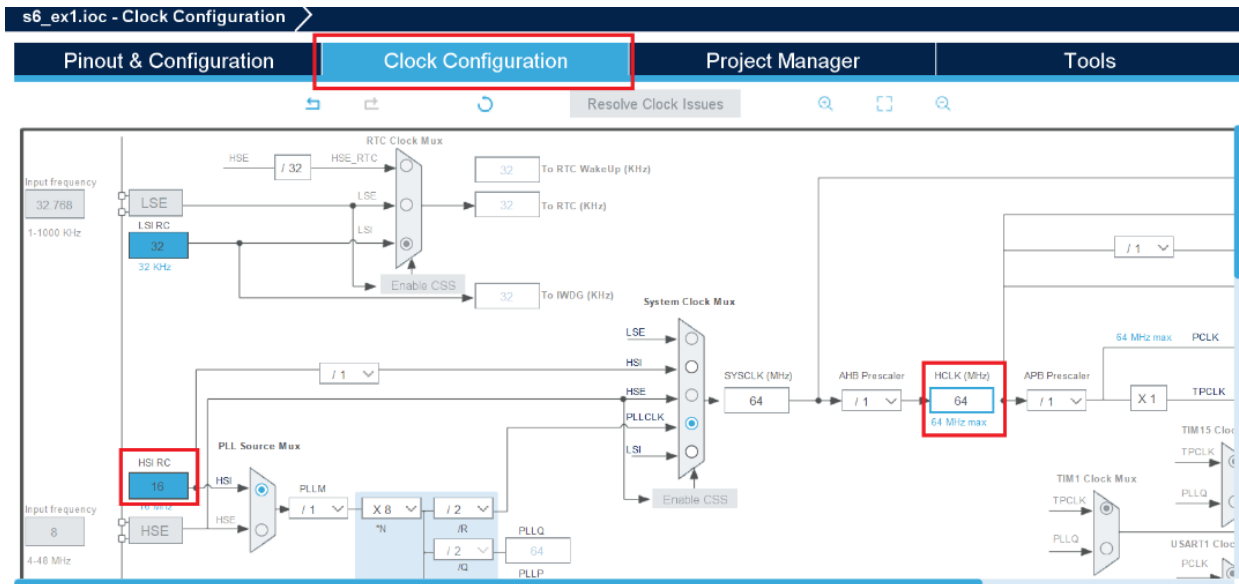 s6_ex1.ioc - Clock Configuration
Pinout & Configuration
Clock Configuration
Project Manager
Tools
Resolve Clock Issues
RTC Clock Mux
HSE
/ 32
HSE_RTC
32
To RTC WakeUp (KHz)
Input frequency
32.768
1-1000 KHz
LSE
LSE
32
To RTC (KHz)
LSI RC
32
32 KHz
LSI
Enable CSS
32
To IWDG (KHz)
/ 1
System Clock Mux
LSE
HSI
HSE
PLLCLK
LSI
/ 1
SYSCLK (MHz)
64
AHB Prescaler
/ 1
HCLK (MHz)
64
64 MHz max
APB Prescaler
/ 1
64 MHz max
PCLK
X 1
TPCLK
Enable CSS
PLL Source Mux
HSI RC
16
16 MHz
HSI
HSE
Input frequency
8
4-48 MHz
HSE
PLLM
/ 1
X 8
*N
/ 2
/R
/ 2
/Q
PLLQ
64
PLLP
TIM1 Clock Mux
TPCLK
PLLQ
TIM15 Cloc
TPCLK
PLLQ
USART1 Cloc
PCLK